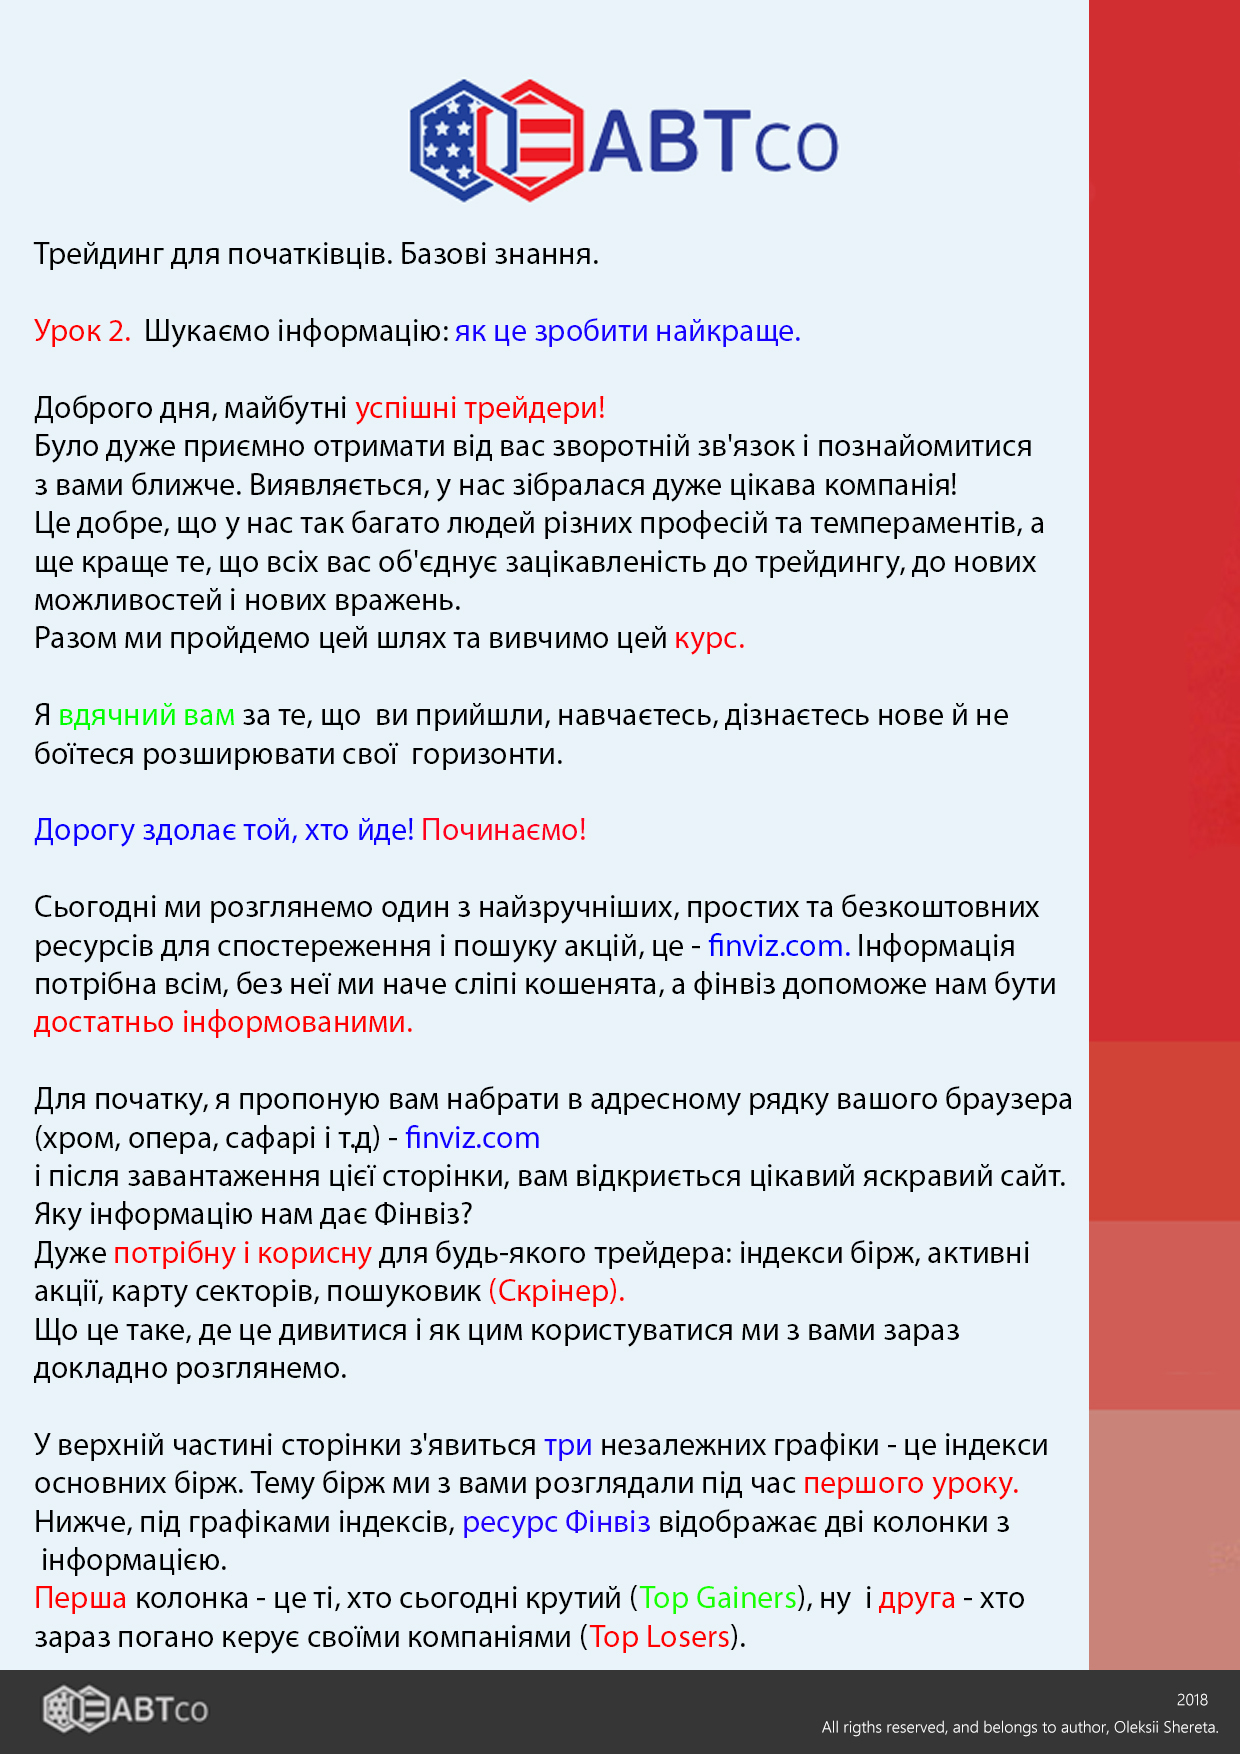 ABTCO
Трейдинг для початківців. Базові знання.
Урок 2.  Шукаємо інформацію: як це зробити найкраще.
Доброго дня, майбутні успішні трейдери!
Було дуже приємно отримати від вас зворотній зв'язок і познайомитися
з вами ближче. Виявляється, у нас зібралася дуже цікава компанія!
Це добре, що у нас так багато людей різних професій та темпераментів, а
ще краще те, що всіх вас об'єднує зацікавленість до трейдингу, до нових
можливостей і нових вражень.
Разом ми пройдемо цей шлях та вивчимо цей курс.
Я вдячний вам за те, що  ви прийшли, навчаєтесь, дізнаєтесь нове й не
боїтеся розширювати свої  горизонти.
Дорогу здолає той, хто йде! Починаємо!
Сьогодні ми розглянемо один з найзручніших, простих та безкоштовних
ресурсів для спостереження і пошуку акцій, це - finviz.com. Інформація
потрібна всім, без неї ми наче сліпі кошенята, а фінвіз допоможе нам бути
достатньо інформованими.
Для початку, я пропоную вам набрати в адресному рядку вашого браузера
(хром, опера, сафарі і т.д) - finviz.com
і після завантаження цієї сторінки, вам відкриється цікавий яскравий сайт.
Яку інформацію нам дає Фінвіз?
Дуже потрібну і корисну для будь-якого трейдера: індекси бірж, активні
акції, карту секторів, пошуковик (Скрінер).
Що це таке, де це дивитися і як цим користуватися ми з вами зараз
докладно розглянемо.
У верхній частині сторінки з'явиться три незалежних графіки - це індекси
основних бірж. Тему бірж ми з вами розглядали під час першого уроку.
Нижче, під графіками індексів, ресурс Фінвіз відображає дві колонки з
інформацією.
Перша колонка - це ті, хто сьогодні крутий (Top Gainers), ну  і друга - хто
зараз погано керує своїми компаніями (Top Losers).
ABTCO
2018
All rigths reserved, and belongs to author, Oleksii Shereta.